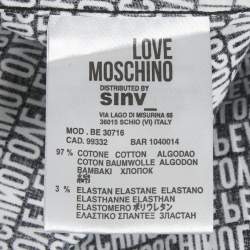 LOVE
MOSCHINO
DISTRIBUTED BY
sinv_
VIA LAGO DI MISURINA 68
36015 SCHIO (VI) ITALY
MOD. BE 30716
CAD. 99332 BAR 1040014
97 % COTONE COTTON ALGODAO
COTON BAUMWOLLE ALGODON
BAMBAKI ХЛОПОК
3 % ELASTAN ELASTANE ELASTANO
ELASTHANNE ELASTHAN
ELASTOMERO ポリウレタン
ΕΛΑΣΤΙΚΟ ΣΠΑΝΤΕΞ ЭЛАСТАН